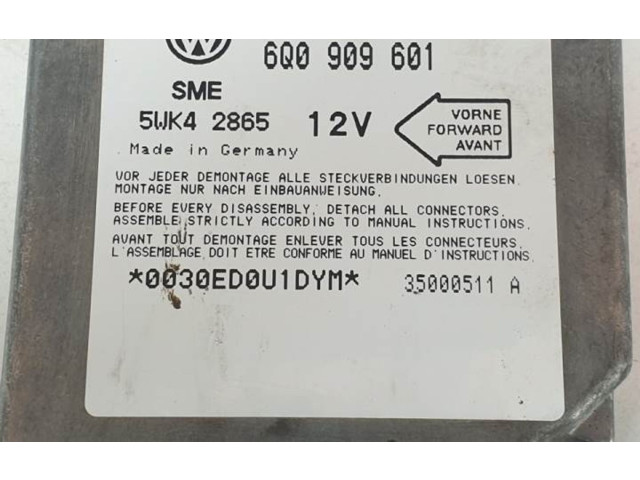 6Q0 909 601
SME
5WK4 2865 12V
VORNE
FORWARD
AVANT
Made in Germany
VOR JEDER DEMONTAGE ALLE STECKVERBINDUNGEN LOESEN.
MONTAGE NUR NACH EINBAUANWEISUNG.
BEFORE EVERY DISASSEMBLY, DETACH ALL CONNECTORS.
ASSEMBLE STRICTLY ACCORDING TO MANUAL INSTRUCTIONS.
AVANT TOUT DEMONTAGE ENLEVER TOUS LES CONNECTEURS.
L'ASSEMBLAGE DOIT ETRE CONFORME AU MANUEL D'INSTRUCTIONS.
*0030ED0U1DYM* 35000511 A